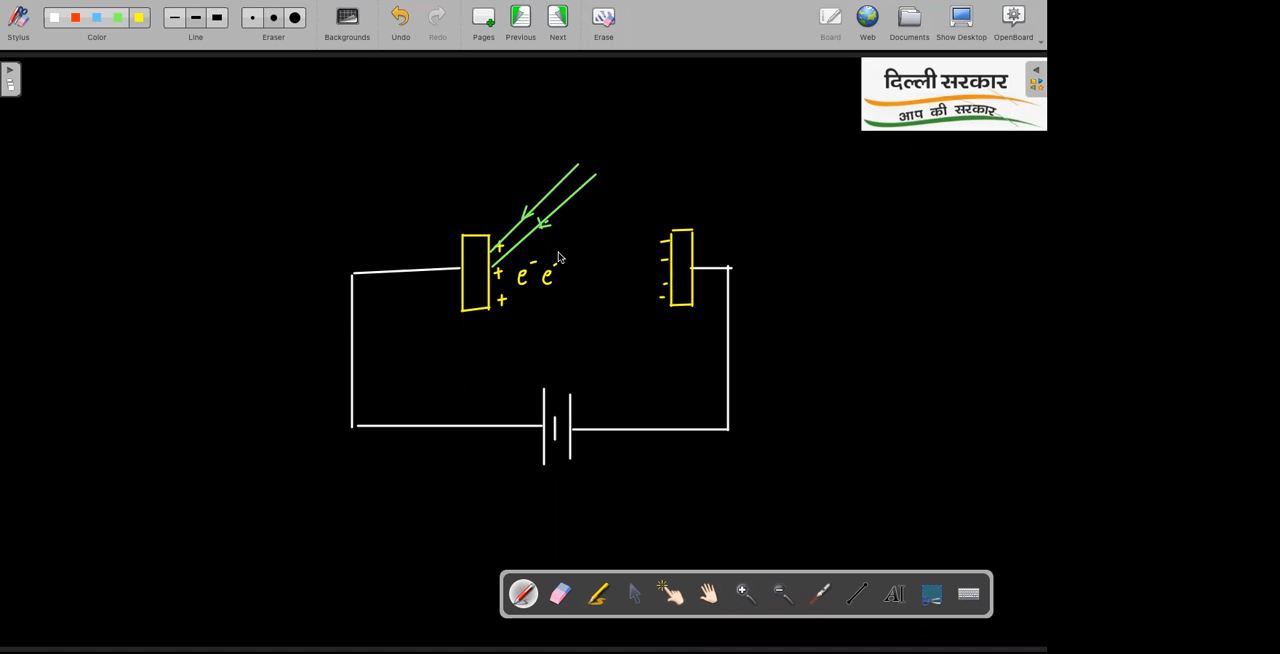 Stylus Color Line Eraser Backgrounds Undo Redo Pages Previous Next Erase Board Web Documents Show Desktop OpenBoard
दिल्ली सरकार
आप की सरकार
+
+ e⁻ e⁻
+
-
-
-
-
AI